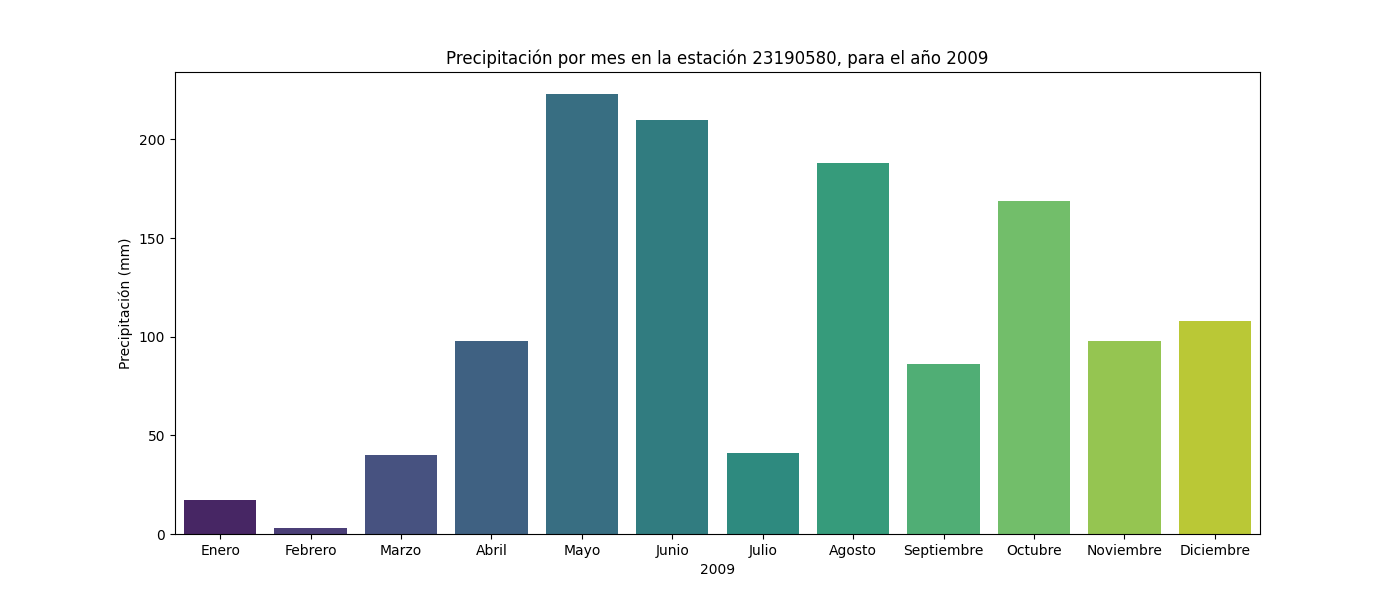 Precipitación por mes en la estación 23190580, para el año 2009
Precipitación (mm)
200
150
100
50
0
Enero Febrero Marzo Abril Mayo Junio Julio Agosto Septiembre Octubre Noviembre Diciembre
2009